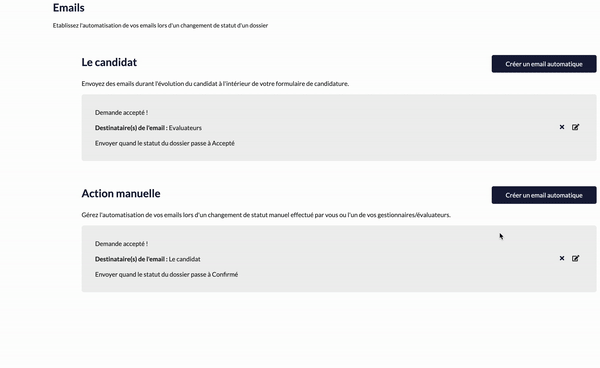 Emails
Etablissez l'automatisation de vos emails lors d'un changement de statut d'un dossier
Le candidat
Créer un email automatique
Envoyez des emails durant l'évolution du candidat à l'intérieur de votre formulaire de candidature.
Demande accepté !
Destinataire(s) de l'email : Evaluateurs
Envoyer quand le statut du dossier passe à Accepté
Action manuelle
Créer un email automatique
Gérez l'automatisation de vos emails lors d'un changement de statut manuel effectué par vous ou l'un de vos gestionnaires/évaluateurs.
Demande accepté !
Destinataire(s) de l'email : Le candidat
Envoyer quand le statut du dossier passe à Confirmé